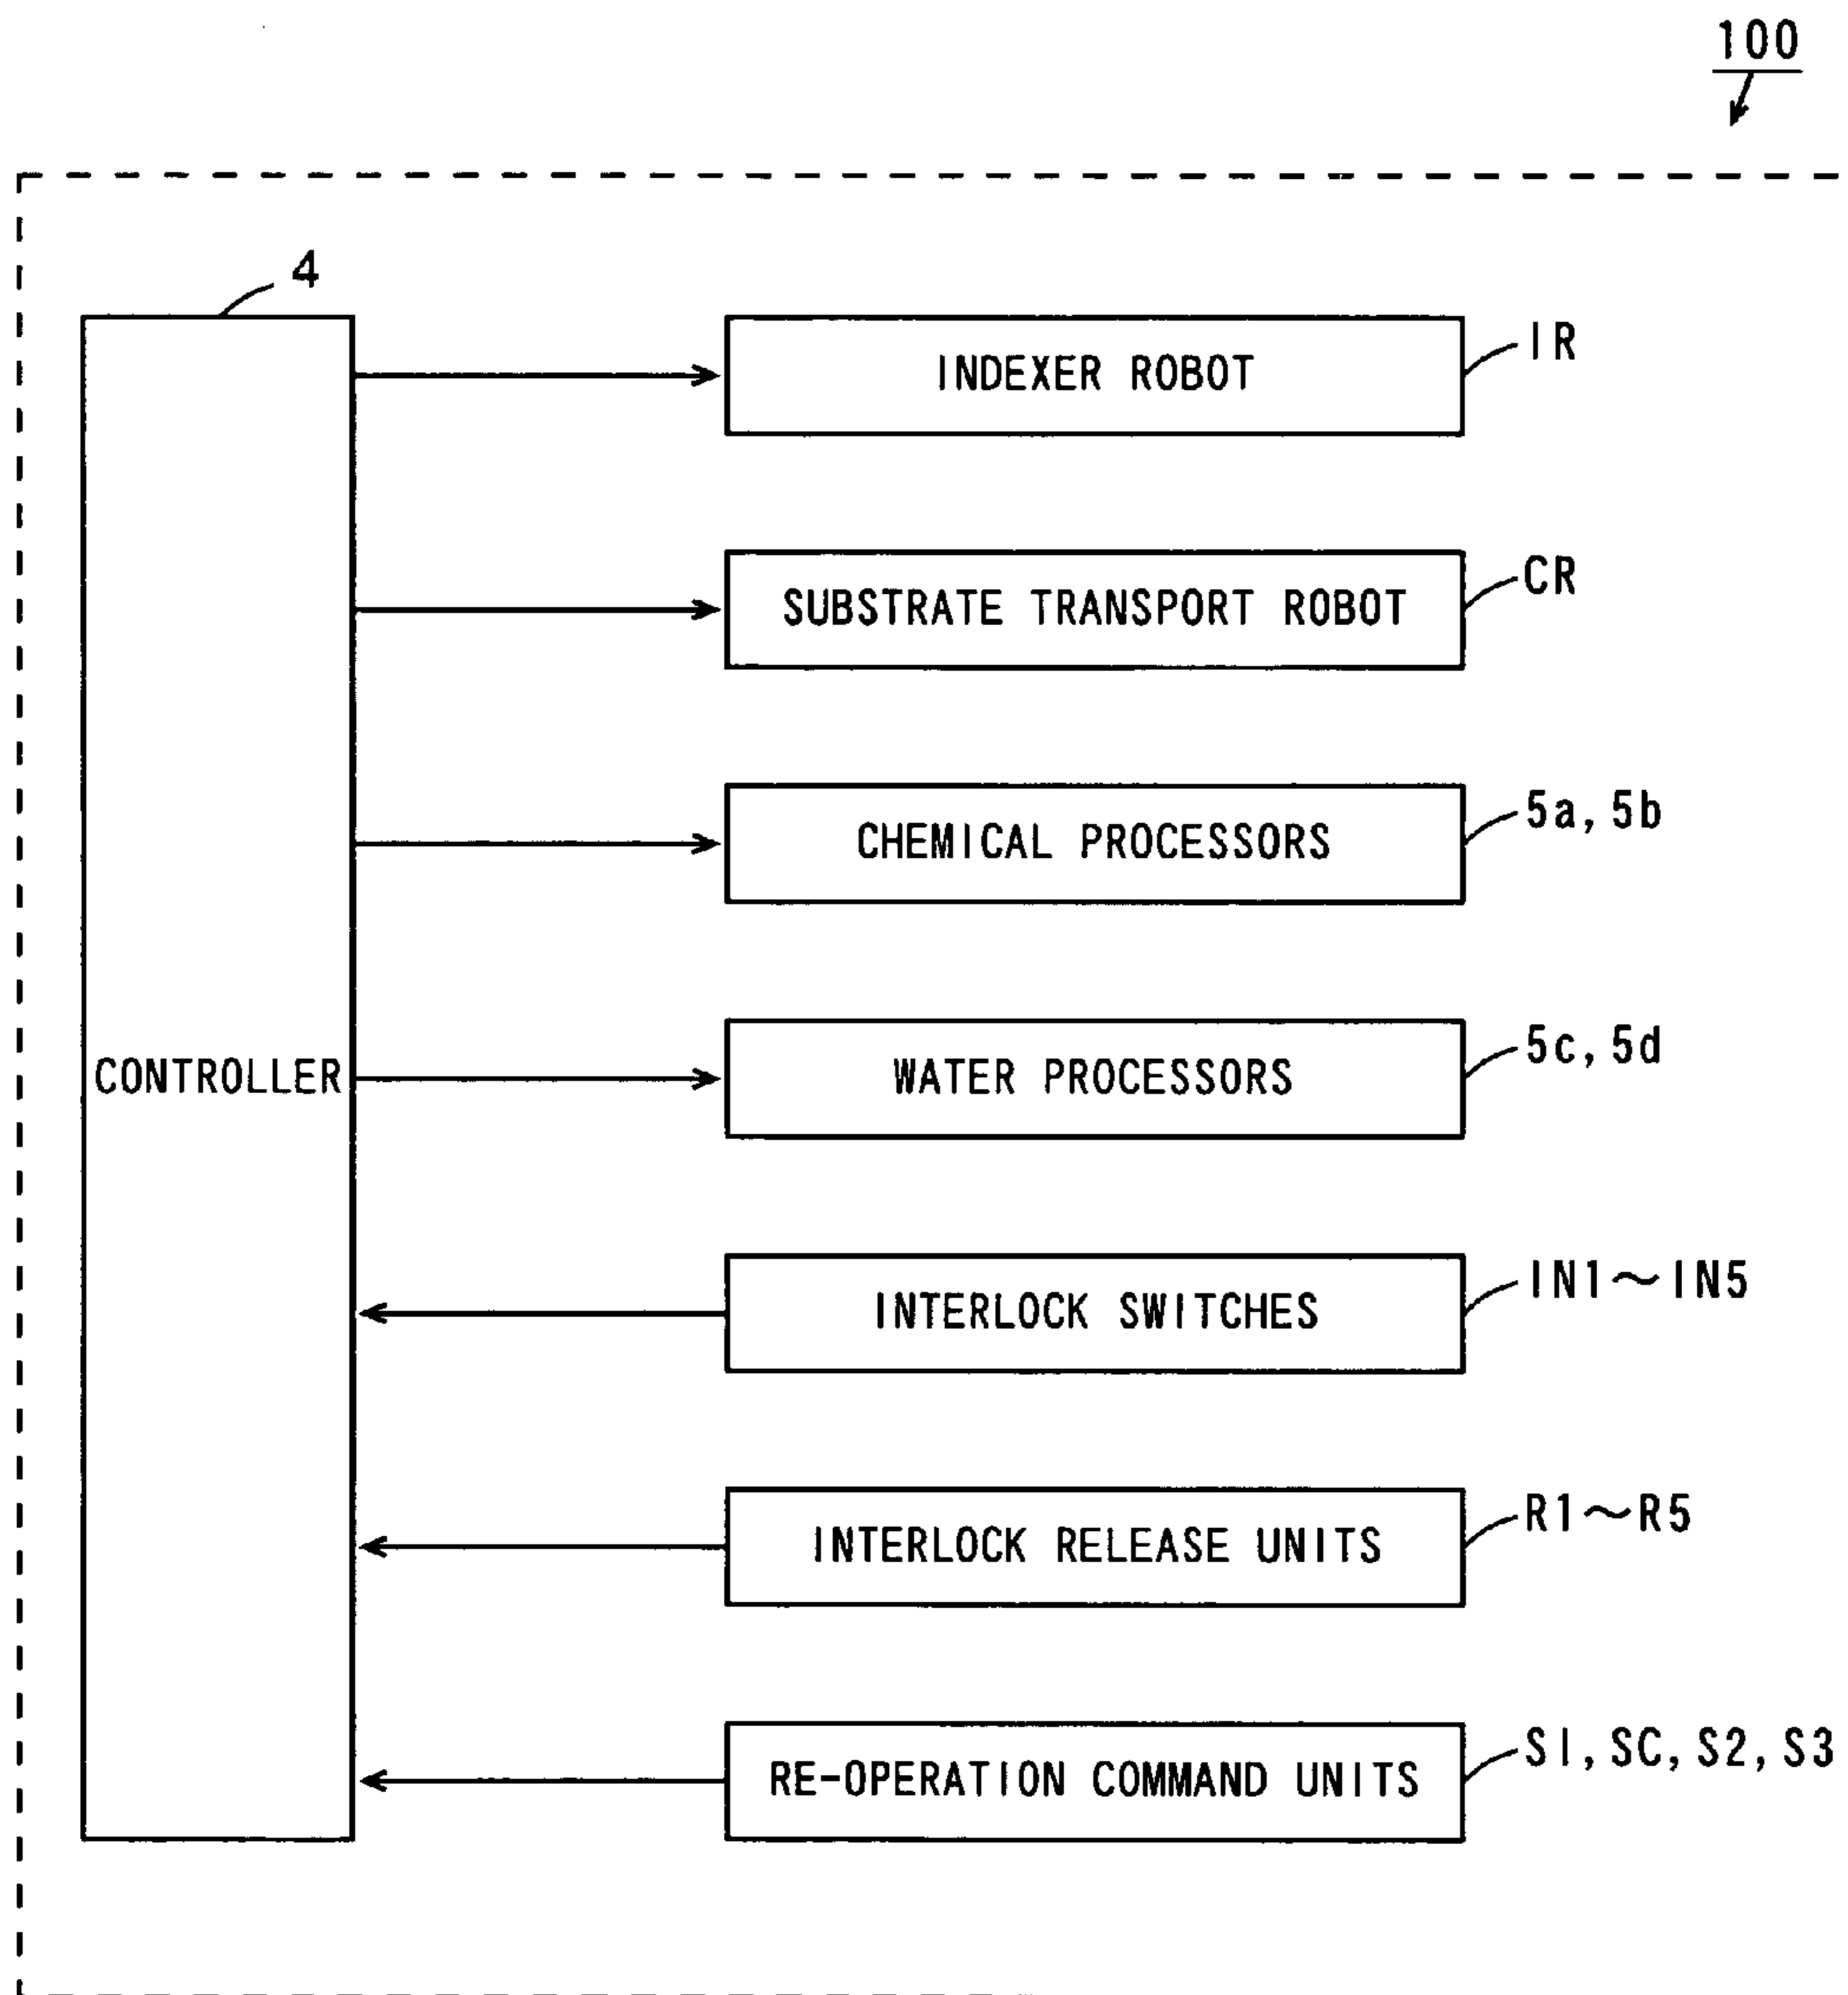 100
4
INDEXER ROBOT
IR
SUBSTRATE TRANSPORT ROBOT
CR
CHEMICAL PROCESSORS
5a, 5b
CONTROLLER
WATER PROCESSORS
5c, 5d
INTERLOCK SWITCHES
IN1～IN5
INTERLOCK RELEASE UNITS
R1～R5
RE-OPERATION COMMAND UNITS
SI, SC, S2, S3